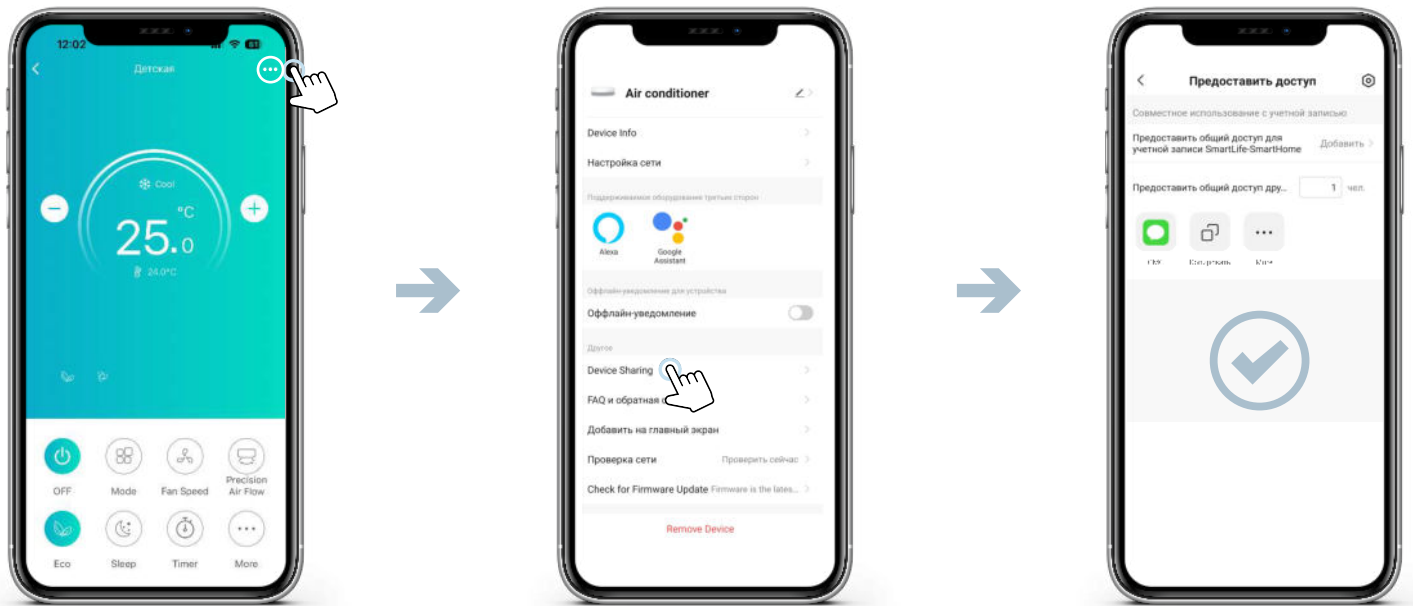 12:02
Детская
Cool
25.0 °C
24.0°C
OFF
Mode
Fan Speed
Precision
Air Flow
Eco
Sleep
Timer
More
Air conditioner
Device Info
Настройка сети
Поддерживаемое оборудование третьих сторон
Alexa
Google
Assistant
Оффлайн-уведомление для устройства
Оффлайн-уведомление
Другое
Device Sharing
FAQ и обратная
Добавить на главный экран
Проверка сети Проверить сейчас
Check for Firmware Update Firmware is the lates...
Remove Device
Предоставить доступ
Совместное использование с учетной записью
Предоставить общий доступ для
учетной записи SmartLife-SmartHome Добавить
Предоставить общий доступ дру... 1 чел.
More